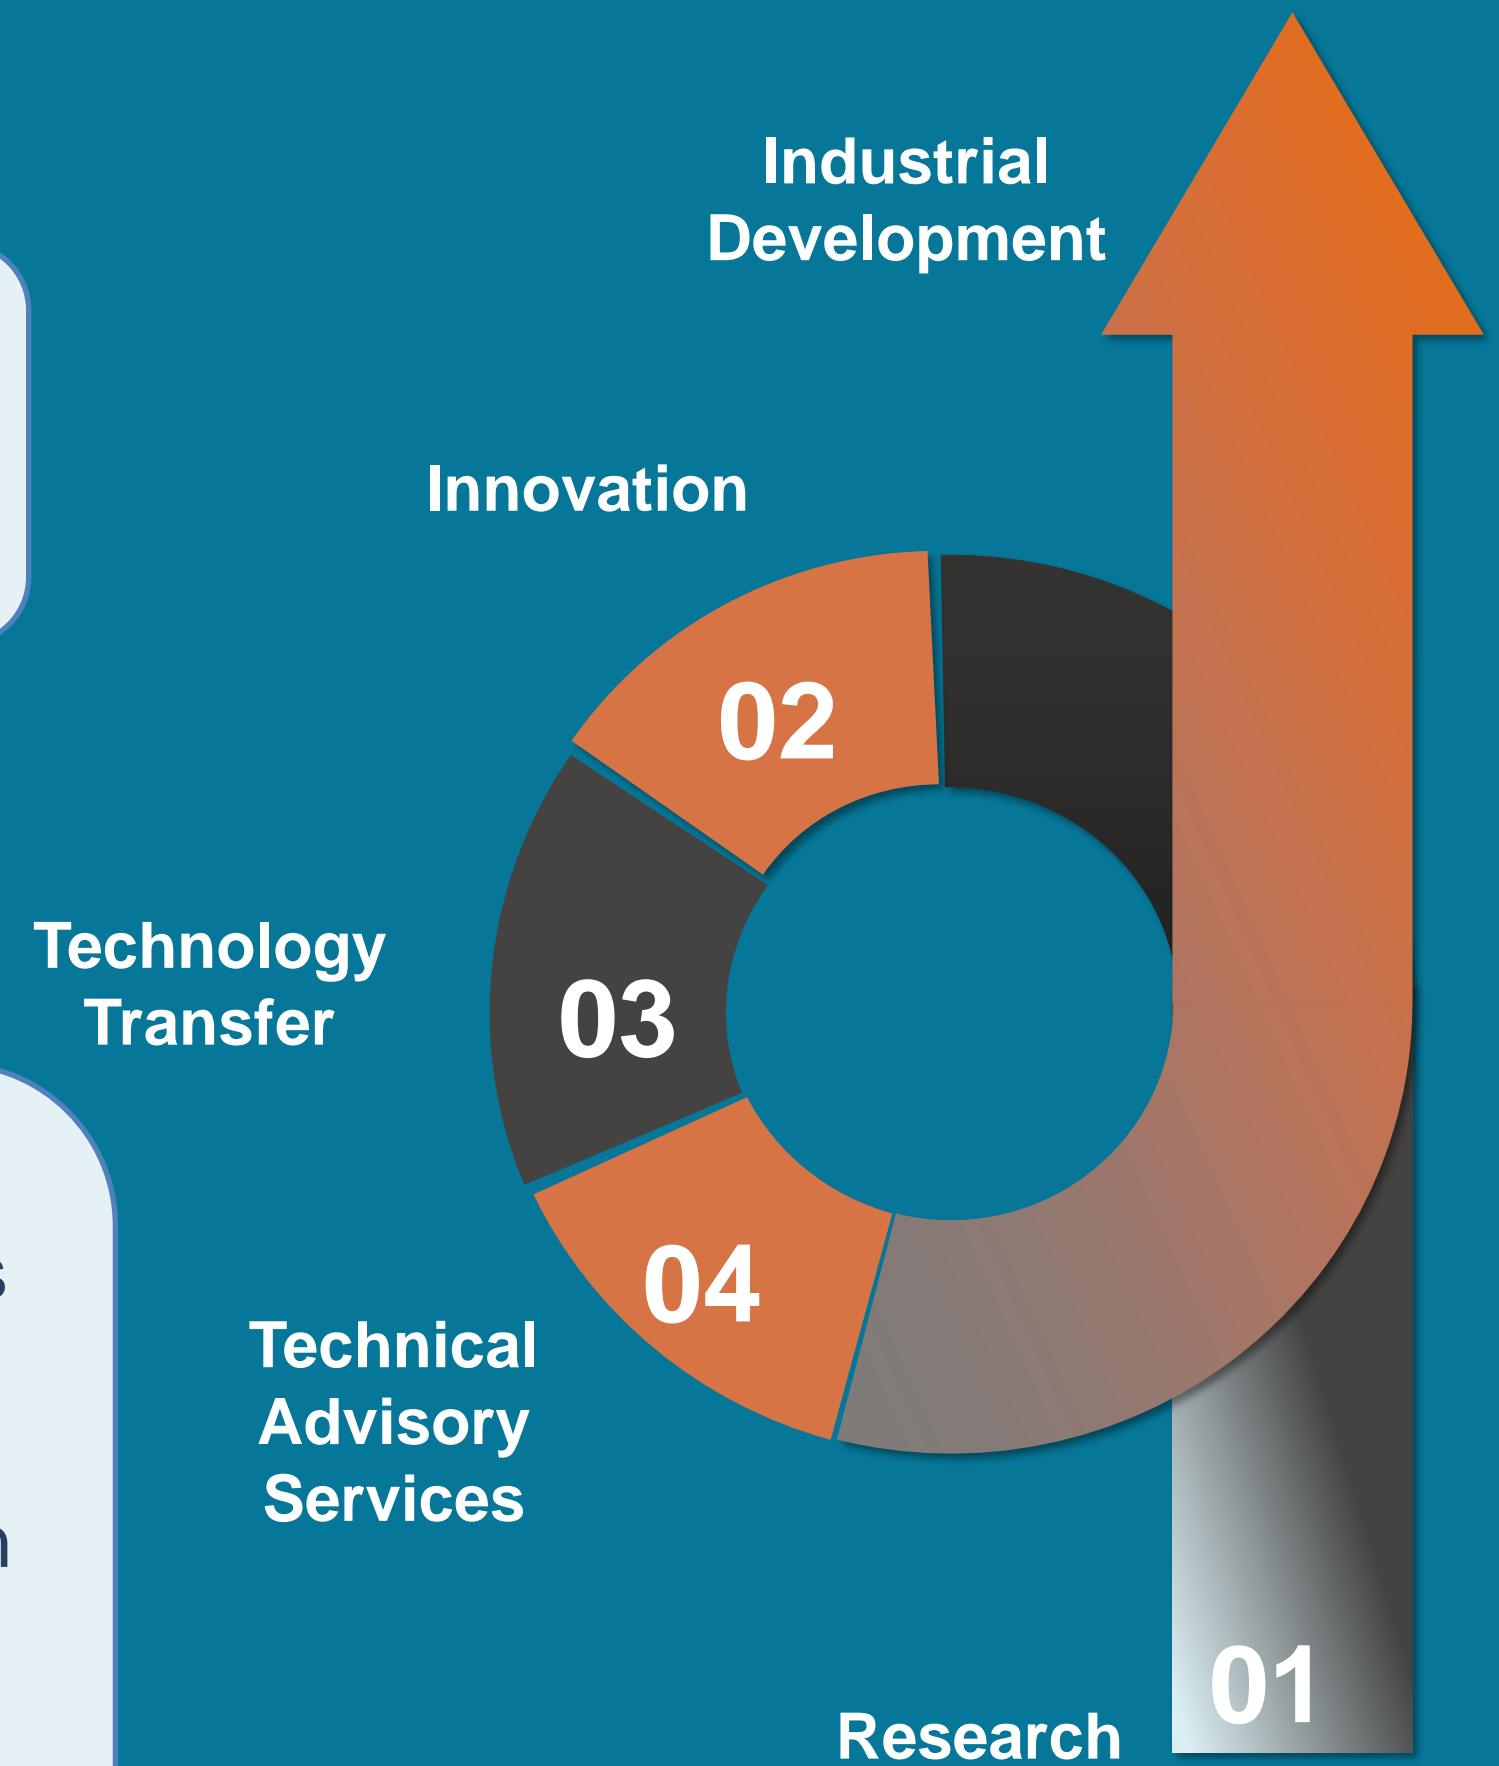 Industrial
Development
Innovation
02
Technology
Transfer
03
04
Technical
Advisory
Services
01
Research